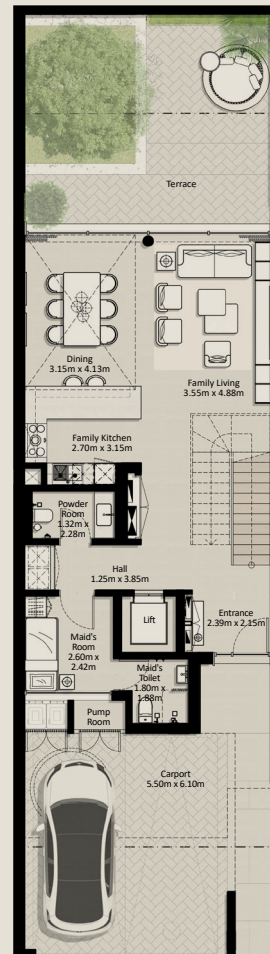 Terrace
Dining
3.15m x 4.13m
Family Living
3.55m x 4.88m
Family Kitchen
2.70m x 3.15m
Powder
Room
1.32m x
2.28m
Hall
1.25m x 3.85m
Lift
Entrance
2.39m x 2.15m
Maid's
Room
2.60m x
2.42m
Maid's
Toilet
1.80m x
1.88m
Pump
Room
Carport
5.50m x 6.10m